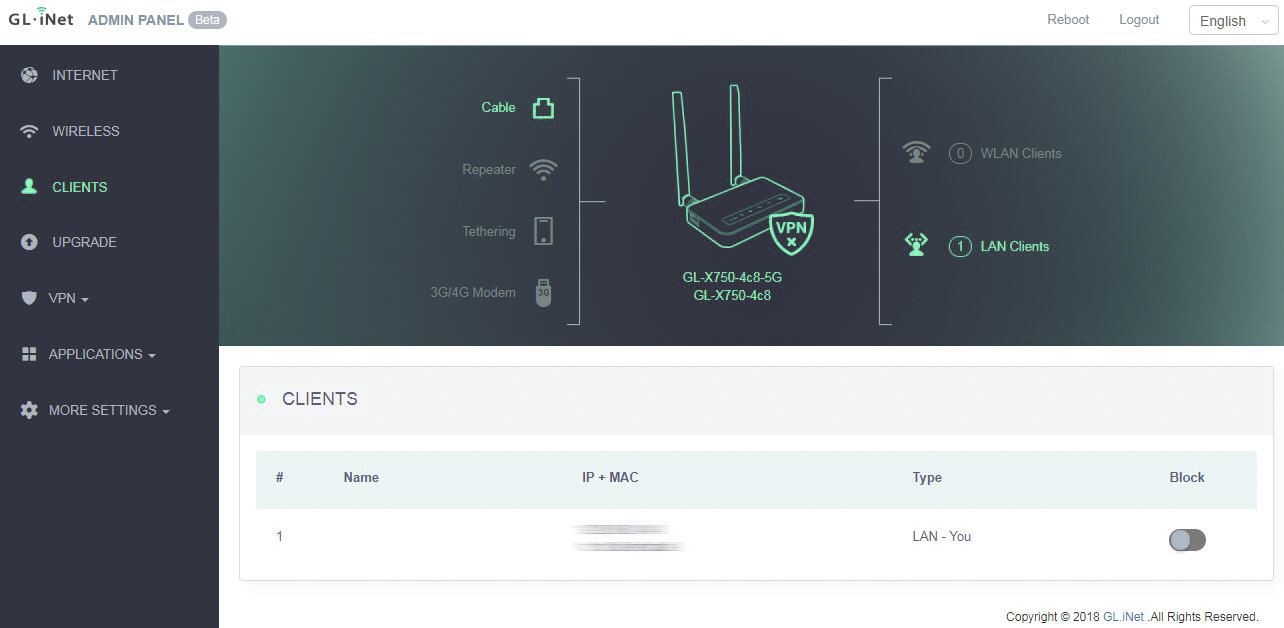 GL·iNet ADMIN PANEL Beta
Reboot
Logout
English
INTERNET
WIRELESS
CLIENTS
UPGRADE
VPN
APPLICATIONS
MORE SETTINGS
Cable
Repeater
Tethering
3G/4G Modem
3G
VPN
GL-X750-4c8-5G
GL-X750-4c8
0 WLAN Clients
1 LAN Clients
CLIENTS
# Name IP + MAC Type Block
1 LAN - You
Copyright © 2018 GL.iNet .All Rights Reserved.